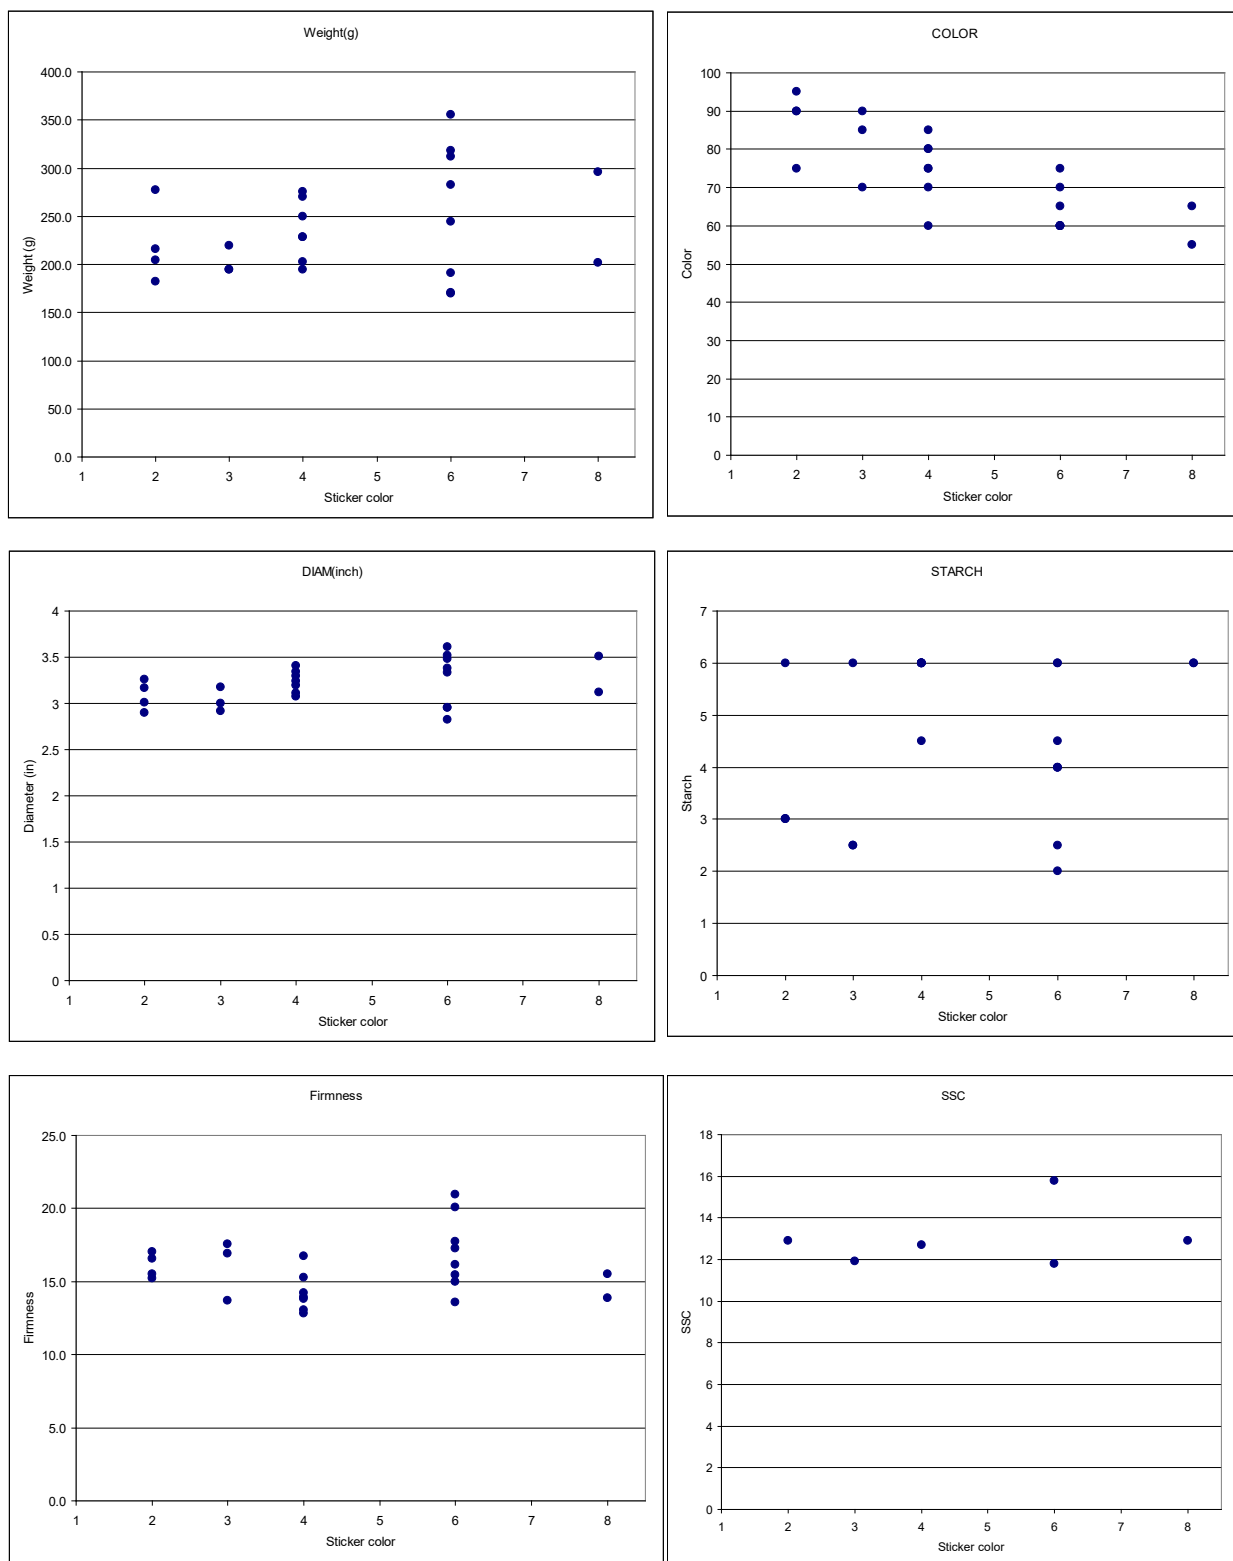 Weight(g)
400.0
350.0
300.0
250.0
200.0
150.0
100.0
50.0
0.0
Weight (g)
1 2 3 4 5 6 7 8
Sticker color
COLOR
100
90
80
70
60
50
40
30
20
10
0
Color
1 2 3 4 5 6 7 8
Sticker color
DIAM(inch)
4
3.5
3
2.5
2
1.5
1
0.5
0
Diameter (in)
1 2 3 4 5 6 7 8
Sticker color
STARCH
7
6
5
4
3
2
1
0
Starch
1 2 3 4 5 6 7 8
Sticker color
Firmness
25.0
20.0
15.0
10.0
5.0
0.0
Firmness
1 2 3 4 5 6 7 8
Sticker color
SSC
18
16
14
12
10
8
6
4
2
0
SSC
1 2 3 4 5 6 7 8
Sticker color